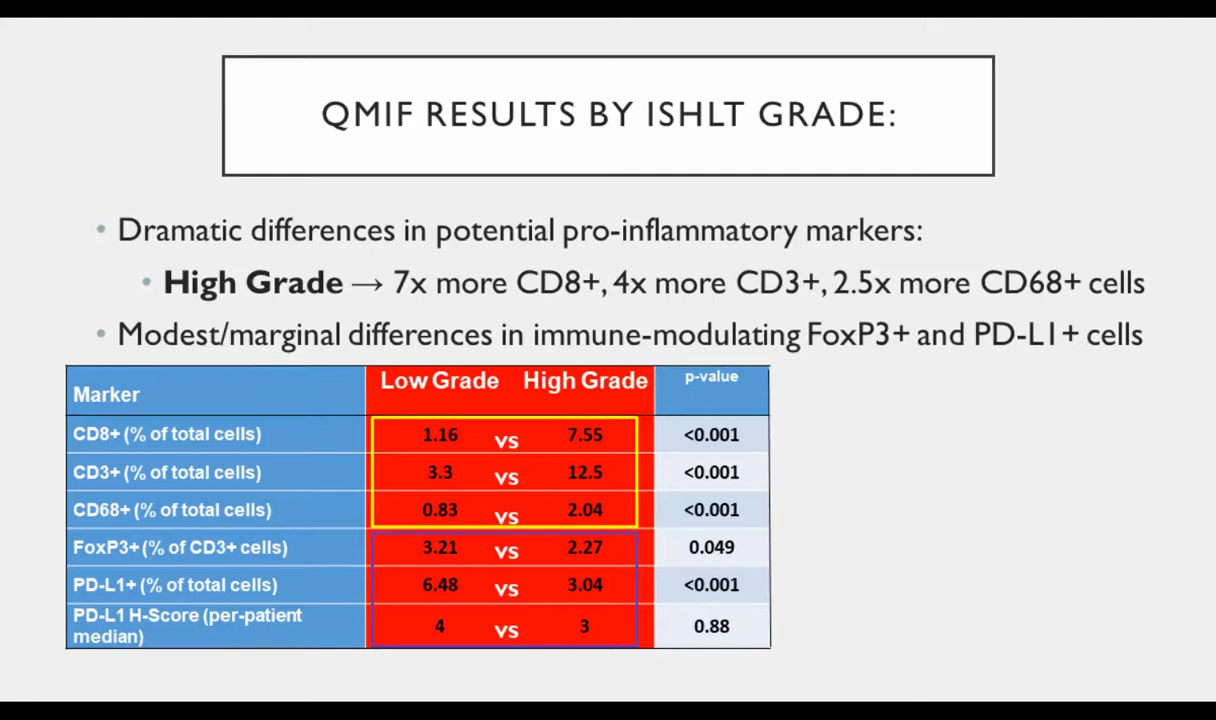 QMIF RESULTS BY ISHLT GRADE:
• Dramatic differences in potential pro-inflammatory markers:
• High Grade → 7x more CD8+, 4x more CD3+, 2.5x more CD68+ cells
• Modest/marginal differences in immune-modulating FoxP3+ and PD-L1+ cells
Marker Low Grade High Grade p-value
CD8+ (% of total cells) 1.16 vs 7.55 <0.001
CD3+ (% of total cells) 3.3 vs 12.5 <0.001
CD68+ (% of total cells) 0.83 vs 2.04 <0.001
FoxP3+ (% of CD3+ cells) 3.21 vs 2.27 0.049
PD-L1+ (% of total cells) 6.48 vs 3.04 <0.001
PD-L1 H-Score (per-patient
median) 4 vs 3 0.88